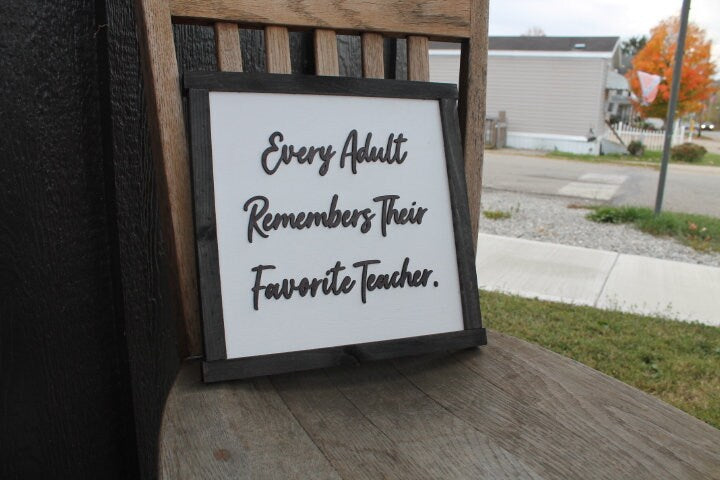 Every Adult
Remembers Their
Favorite Teacher.